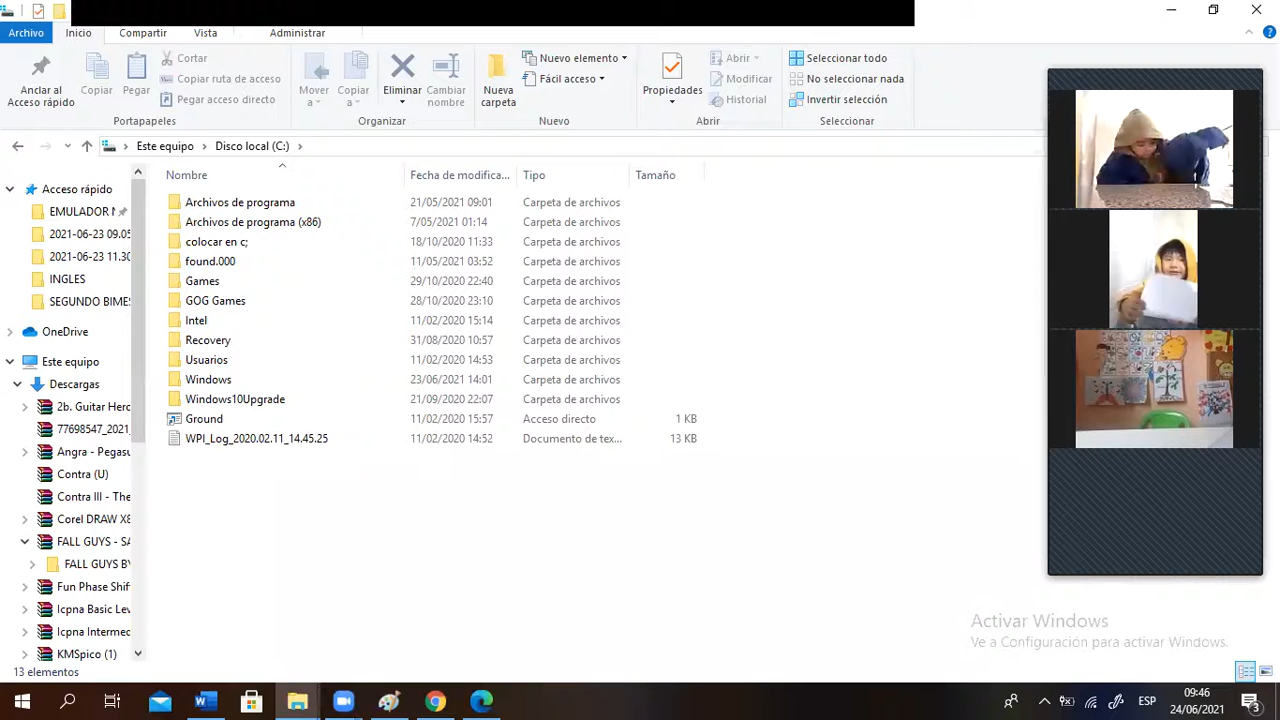 Archivo Inicio Compartir Vista Administrar
Anclar al Acceso rápido
Copiar
Pegar
Cortar
Copiar ruta de acceso
Pegar acceso directo
Portapapeles
Mover a
Copiar a
Eliminar
Cambiar nombre
Organizar
Nueva carpeta
Nuevo elemento
Fácil acceso
Nuevo
Propiedades
Abrir
Modificar
Historial
Abrir
Seleccionar todo
No seleccionar nada
Invertir selección
Seleccionar
Este equipo > Disco local (C:) >
Acceso rápido
EMULADOR
2021-06-23 09.05
2021-06-23 11.30
INGLES
SEGUNDO BIMES
OneDrive
Este equipo
Descargas
2b. Guitar Hero
77698547_2021
Angra - Pegasu
Contra (U)
Contra III - The
Corel DRAW X8
FALL GUYS - SA
FALL GUYS BY
Fun Phase Shif
Icpna Basic Lev
Icpna Intermed
KMSpico (1)
Nombre Fecha de modifica... Tipo Tamaño
Archivos de programa 21/05/2021 09:01 Carpeta de archivos
Archivos de programa (x86) 7/05/2021 01:14 Carpeta de archivos
colocar en c; 18/10/2020 11:33 Carpeta de archivos
found.000 11/05/2021 03:52 Carpeta de archivos
Games 29/10/2020 22:40 Carpeta de archivos
GOG Games 28/10/2020 23:10 Carpeta de archivos
Intel 11/02/2020 15:14 Carpeta de archivos
Recovery 31/08/2020 10:57 Carpeta de archivos
Usuarios 11/02/2020 14:53 Carpeta de archivos
Windows 23/06/2021 14:01 Carpeta de archivos
Windows10Upgrade 21/09/2020 22:07 Carpeta de archivos
Ground 11/02/2020 15:57 Acceso directo 1 KB
WPI_Log_2020.02.11_14.45.25 11/02/2020 14:52 Documento de tex... 13 KB
Activar Windows
Ve a Configuración para activar Windows.
13 elementos
ESP
09:46
24/06/2021
3